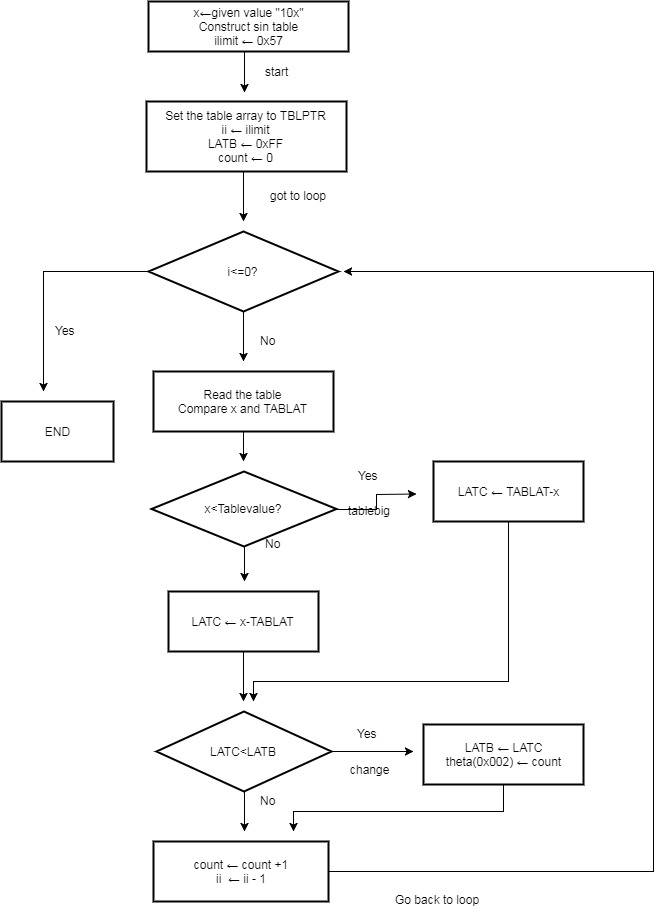 x←given value "10x"
Construct sin table
ilimit ← 0x57
start
Set the table array to TBLPTR
ii ← ilimit
LATB ← 0xFF
count ← 0
got to loop
i<=0?
Yes
No
Read the table
Compare x and TABLAT
END
Yes
x<Tablevalue?
tablebig
LATC ← TABLAT-x
No
LATC ← x-TABLAT
Yes
LATC<LATB
LATB ← LATC
theta(0x002) ← count
change
No
count ← count +1
ii ← ii - 1
Go back to loop